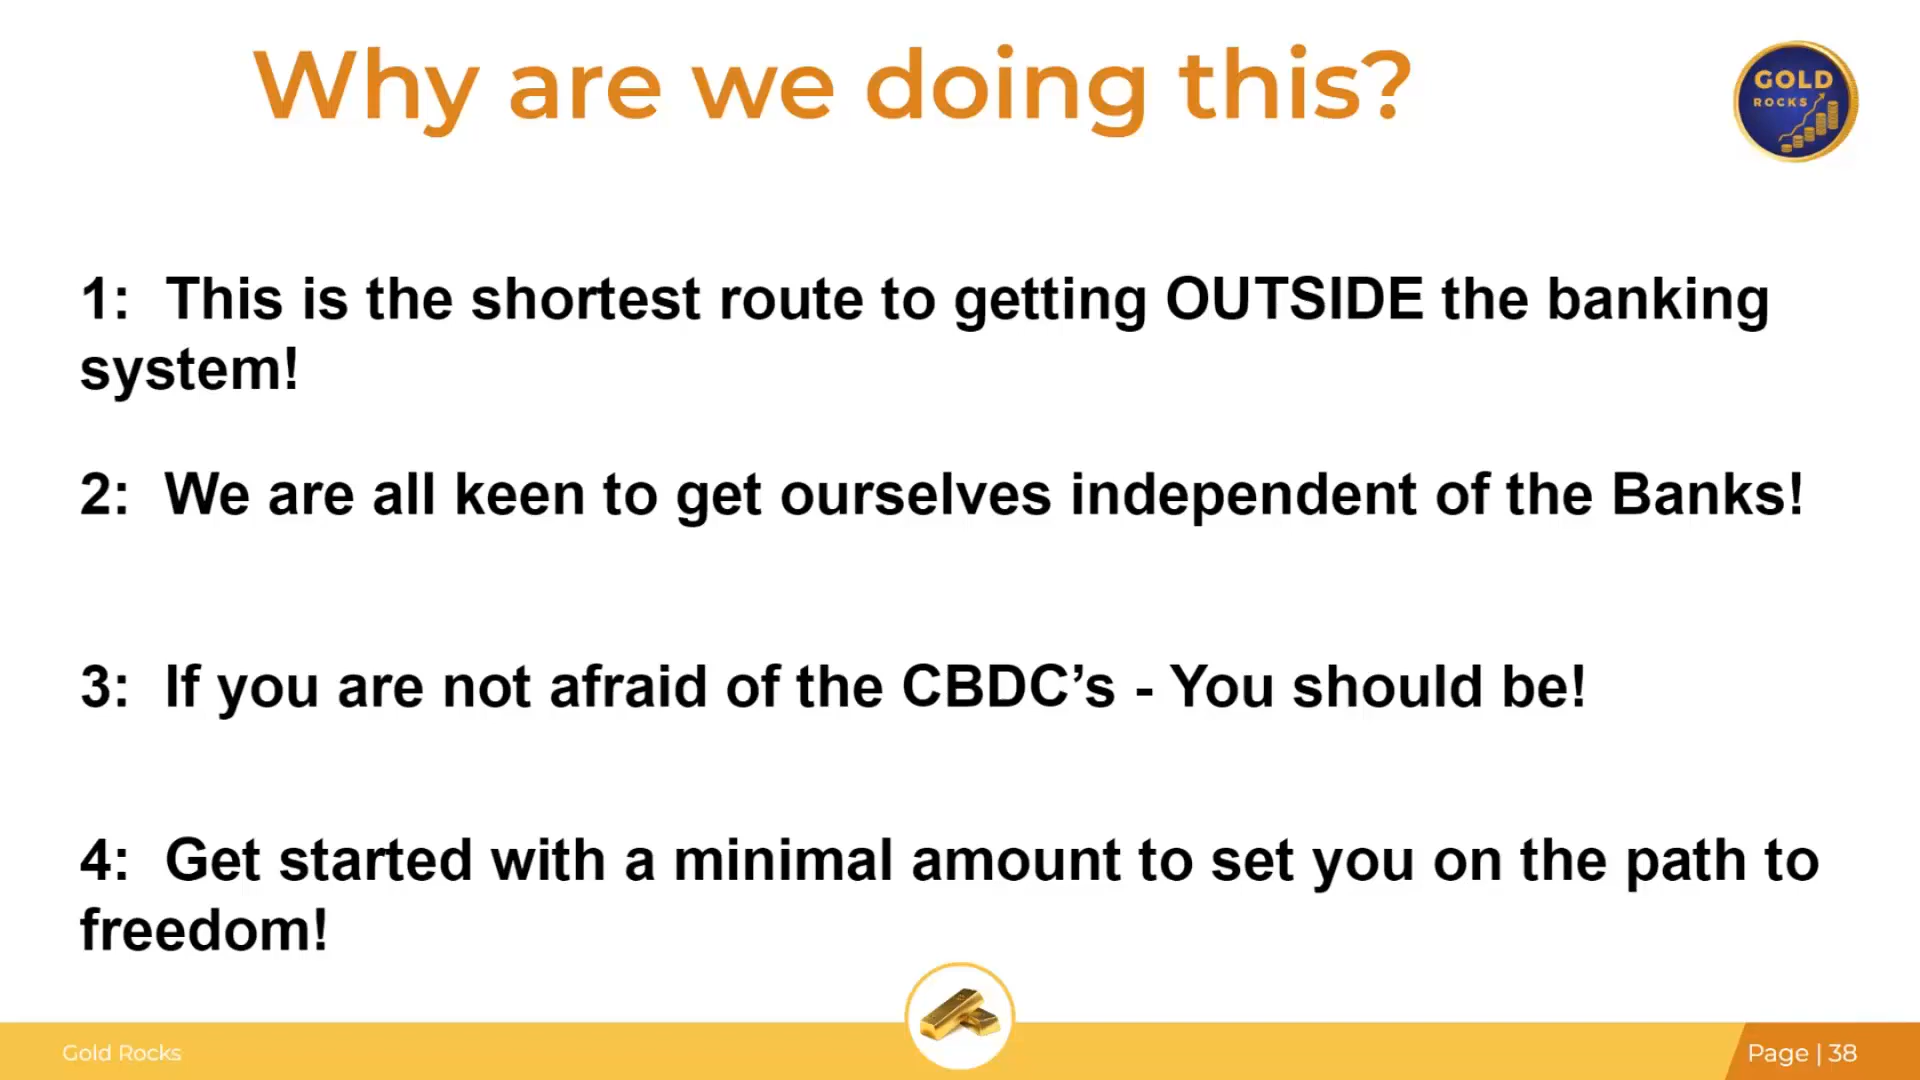 Why are we doing this?
GOLD
ROCKS
1:  This is the shortest route to getting OUTSIDE the banking
system!
2:  We are all keen to get ourselves independent of the Banks!
3:  If you are not afraid of the CBDC’s - You should be!
4:  Get started with a minimal amount to set you on the path to
freedom!
Gold Rocks
Page | 38